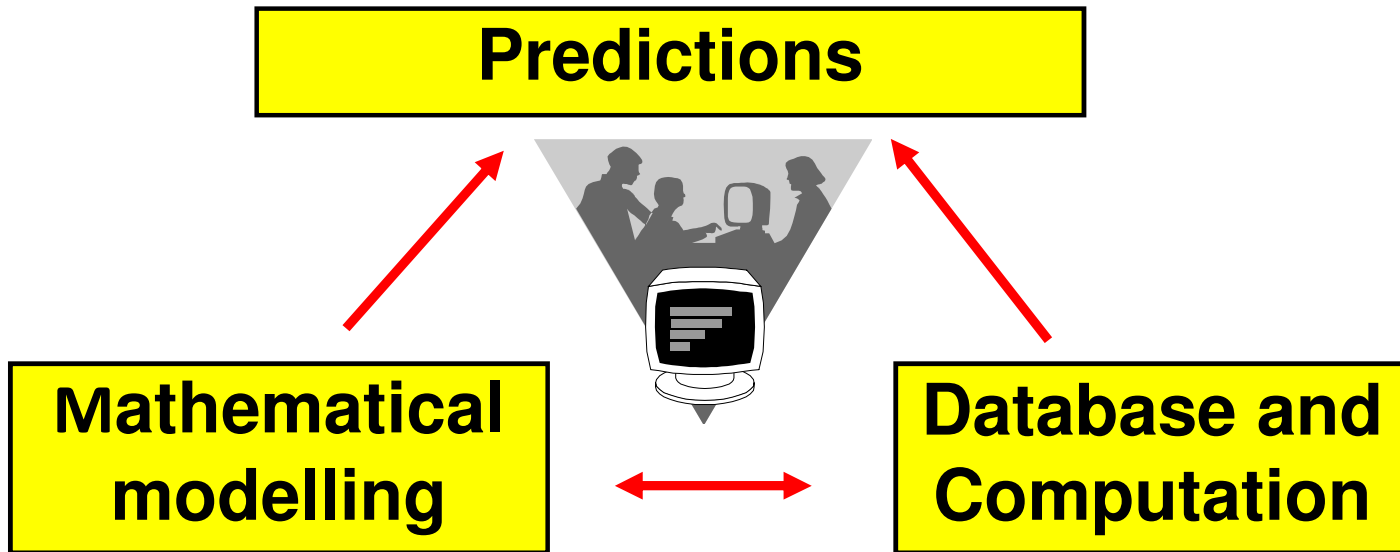 Predictions
Mathematical
modelling
Database and
Computation